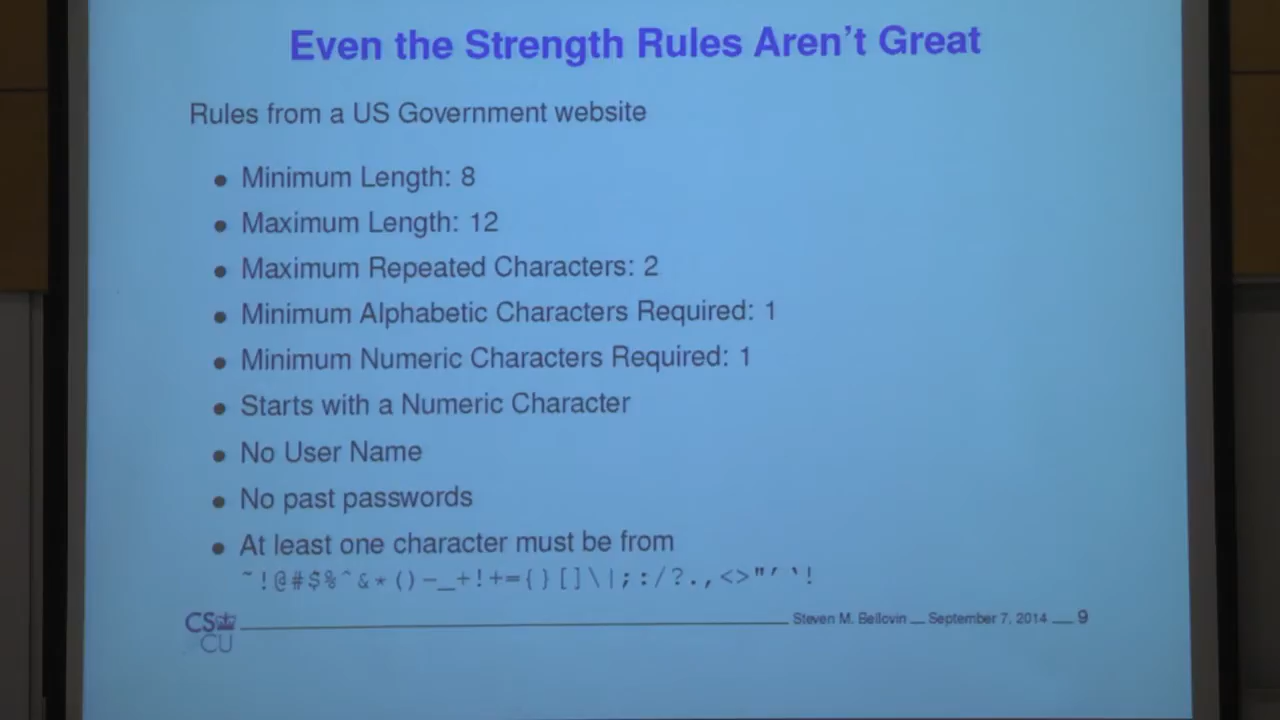 Even the Strength Rules Aren't Great
Rules from a US Government website
• Minimum Length: 8
• Maximum Length: 12
• Maximum Repeated Characters: 2
• Minimum Alphabetic Characters Required: 1
• Minimum Numeric Characters Required: 1
• Starts with a Numeric Character
• No User Name
• No past passwords
• At least one character must be from
~!@#$%^&*()-_+!+={}[]\|;:/?.,<>"'`!
CS
CU
Steven M. Bellovin __ September 7, 2014 __ 9